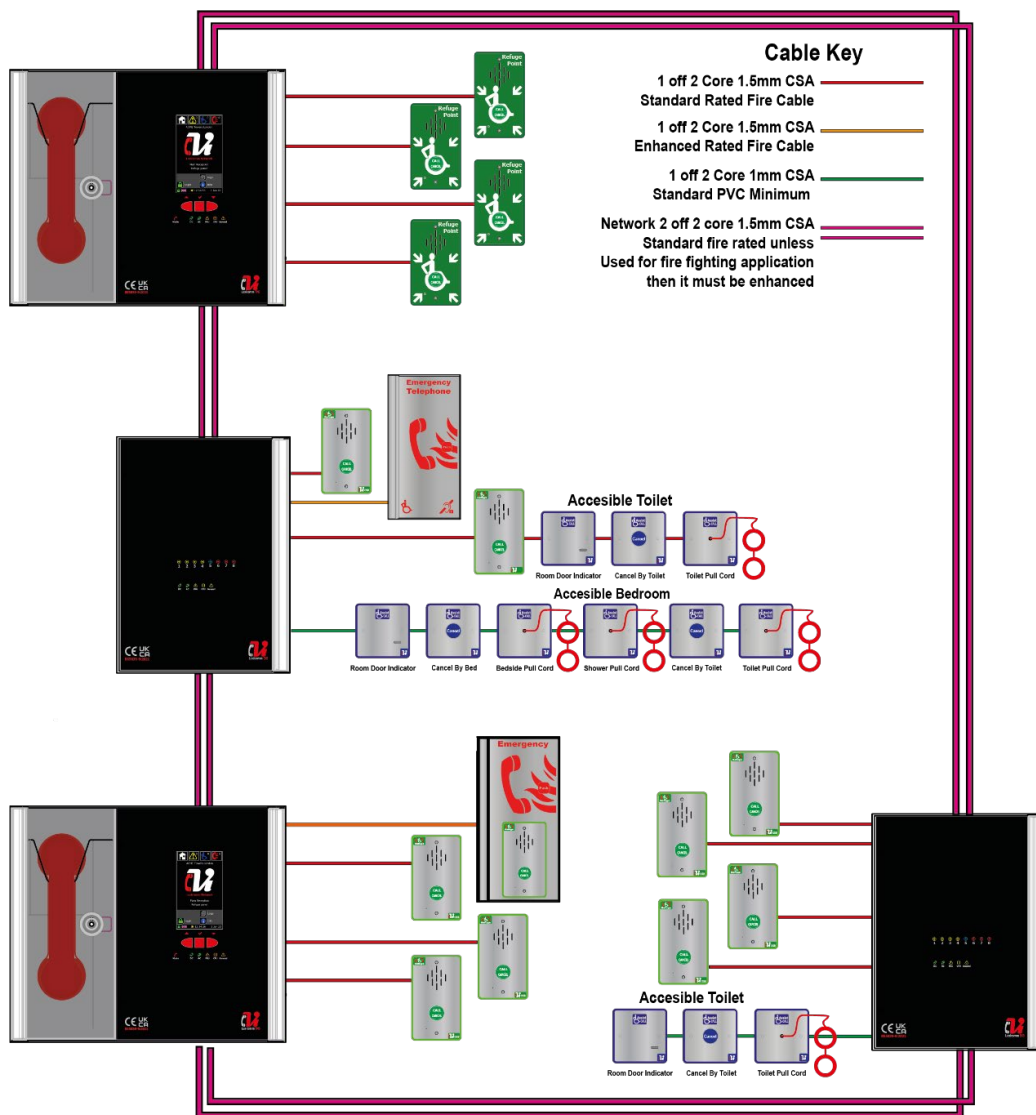 Cable Key
1 off 2 Core 1.5mm CSA
Standard Rated Fire Cable
1 off 2 Core 1.5mm CSA
Enhanced Rated Fire Cable
1 off 2 Core 1mm CSA
Standard PVC Minimum
Network 2 off 2 core 1.5mm CSA
Standard fire rated unless
Used for fire fighting application
then it must be enhanced
Refuge
Point
Refuge
Point
Refuge
Point
Refuge
Point
CE UK
CA
Emergency
Telephone
CALL
Accesible Toilet
Room Door Indicator
Cancel
Cancel By Toilet
Toilet Pull Cord
Accesible Bedroom
Room Door Indicator
Cancel
Cancel By Bed
Bedside Pull Cord
Shower Pull Cord
Cancel
Cancel By Toilet
Toilet Pull Cord
CE UK
CA
Emergency
CE UK
CA
Accesible Toilet
Room Door Indicator
Cancel
Cancel By Toilet
Toilet Pull Cord
CE UK
CA